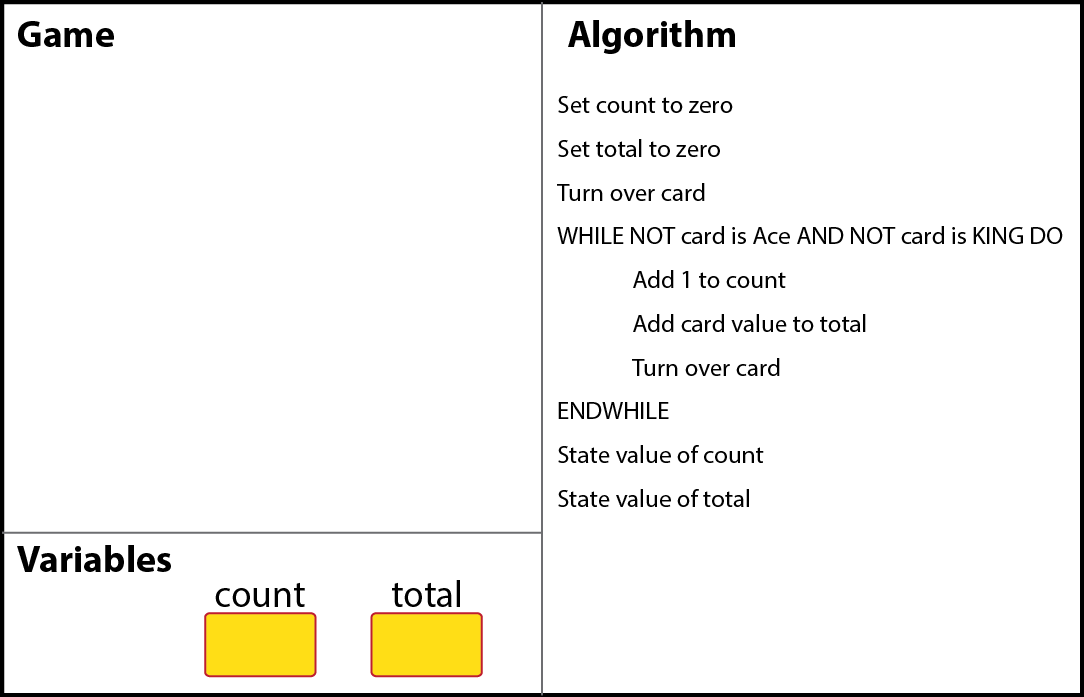 Game
Algorithm
Set count to zero
Set total to zero
Turn over card
WHILE NOT card is Ace AND NOT card is KING DO
Add 1 to count
Add card value to total
Turn over card
ENDWHILE
State value of count
State value of total
Variables
count total